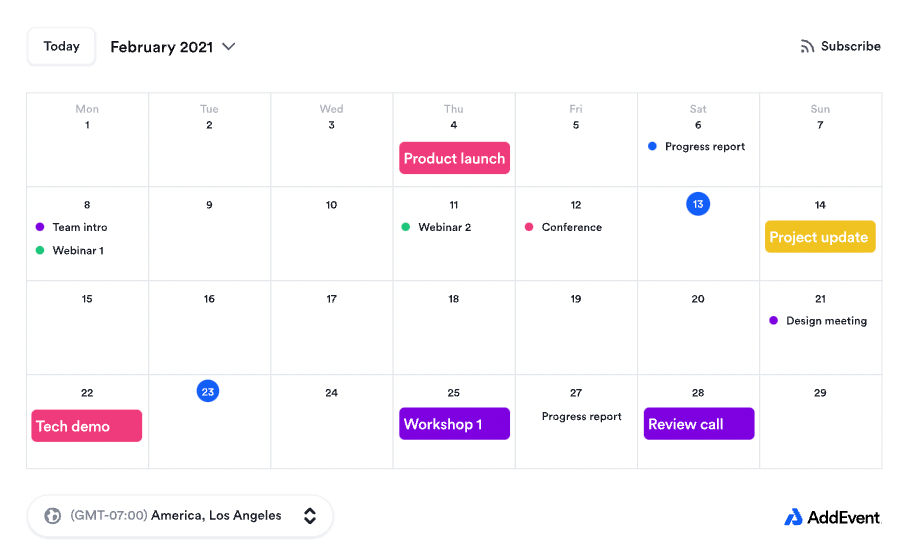 Today
February 2021
Subscribe
Mon Tue Wed Thu Fri Sat Sun
1 2 3 4 5 6 7
Product launch
Progress report
8 9 10 11 12 13 14
Team intro
Webinar 2
Conference
Project update
Webinar 1
15 16 17 18 19 20 21
Design meeting
22 23 24 25 27 28 29
Tech demo
Workshop 1
Progress report
Review call
(GMT-07:00) America, Los Angeles
AddEvent